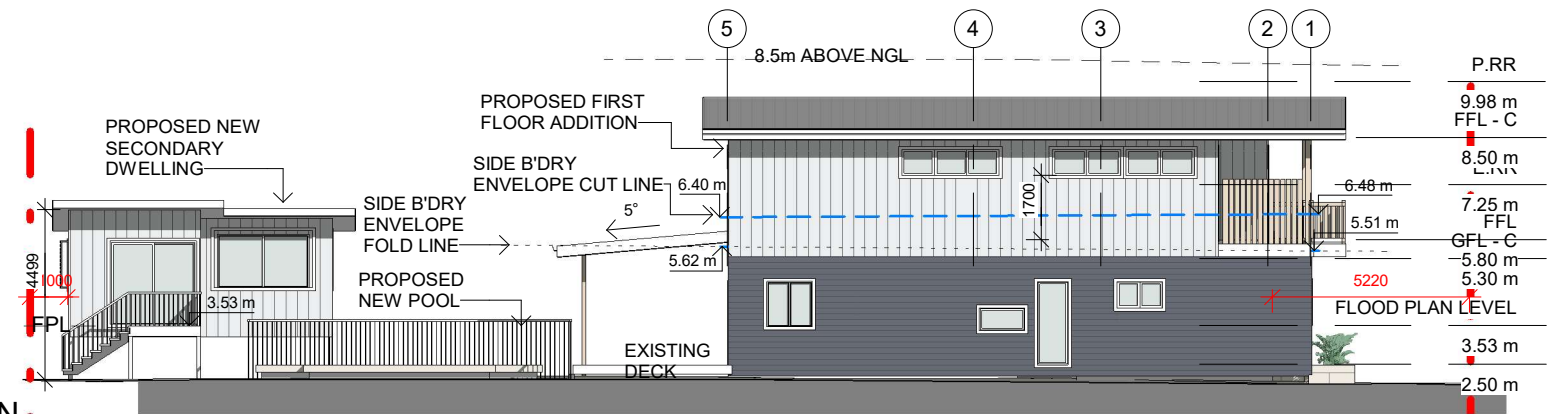 5
4
3
2
1
8.5m ABOVE NGL
P.RR
PROPOSED FIRST
FLOOR ADDITION
9.98 m
FFL - C
PROPOSED NEW
SECONDARY
DWELLING
SIDE B'DRY
ENVELOPE CUT LINE
6.40 m
8.50 m
6.48 m
1700
SIDE B'DRY
ENVELOPE
FOLD LINE
5°
7.25 m
FFL
5.51 m
GFL - C
5.62 m
5.80 m
5.30 m
4499
1000
3.53 m
PROPOSED
NEW POOL
5220
FPL
FLOOD PLAN LEVEL
EXISTING
DECK
3.53 m
2.50 m
N